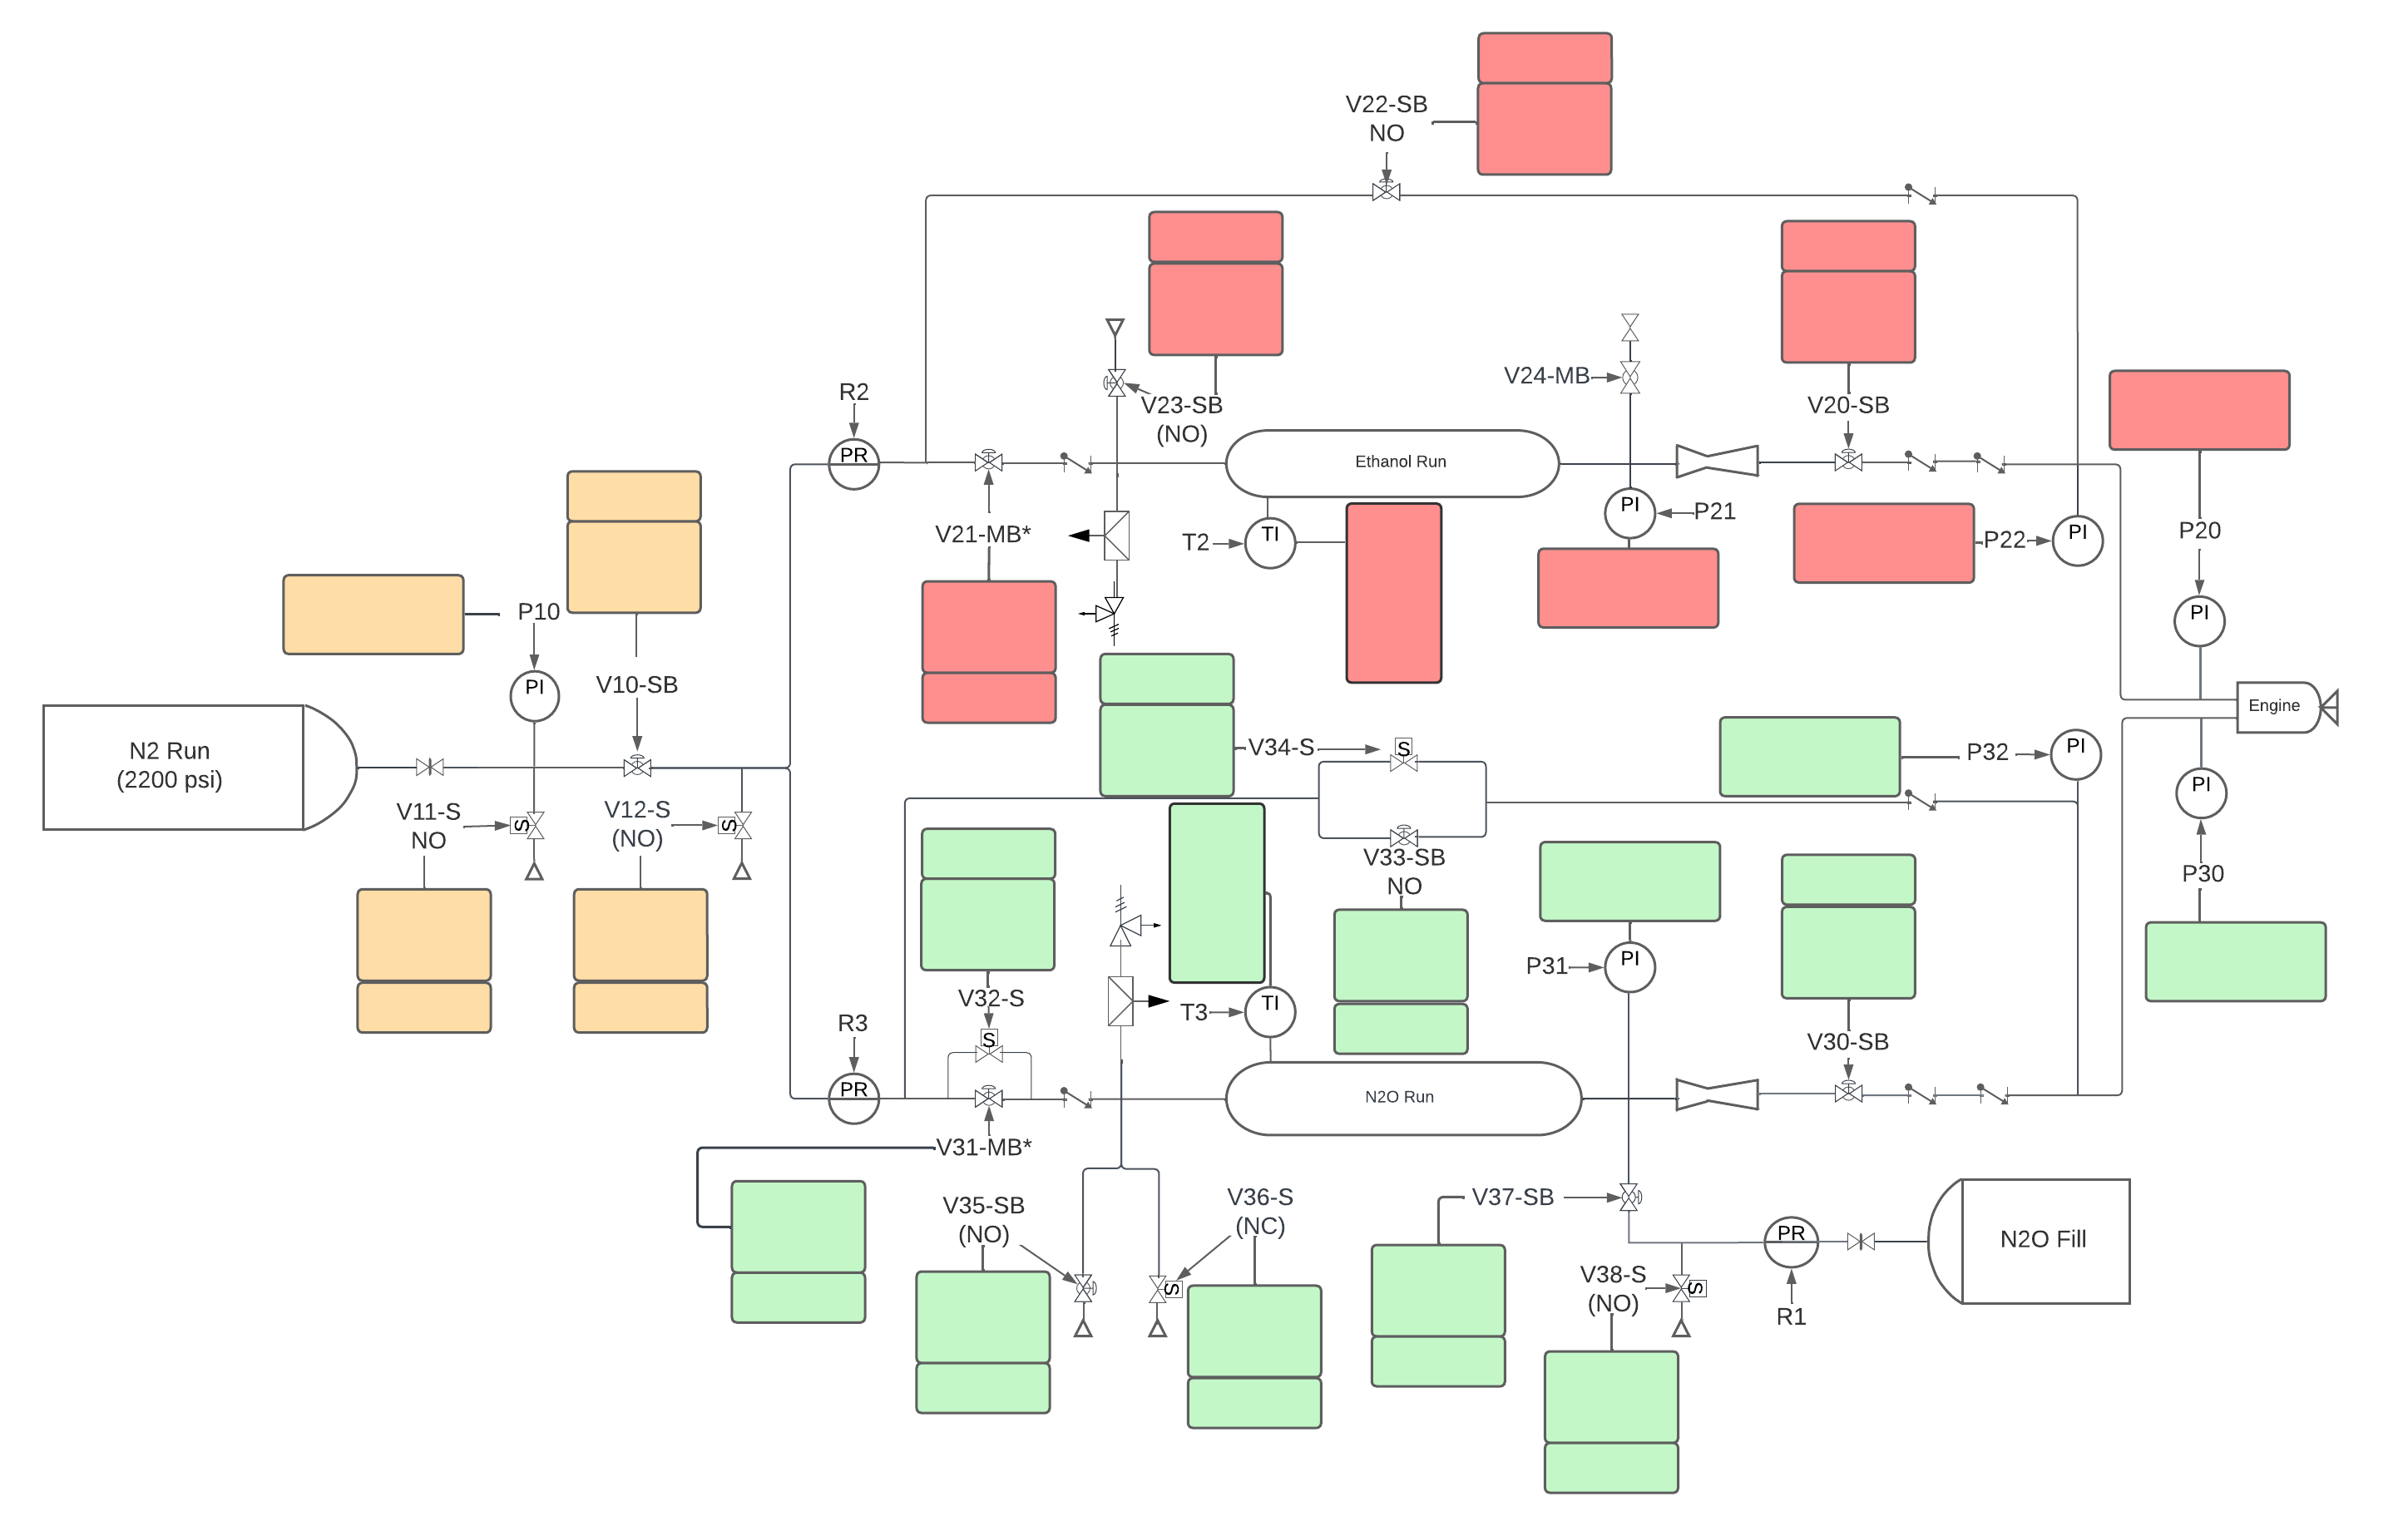 V22-SB
NO
R2
V23-SB
(NO)
V24-MB
V20-SB
PR
Ethanol Run
V21-MB*
T2
TI
PI
P21
P22
PI
P20
PI
P10
PI
V10-SB
N2 Run
(2200 psi)
V11-S
NO
S
V12-S
(NO)
S
V34-S
S
V33-SB
NO
P32
PI
Engine
PI
P30
V32-S
S
R3
PR
T3
TI
P31
PI
V30-SB
N2O Run
V31-MB*
V35-SB
(NO)
V36-S
(NC)
S
V37-SB
V38-S
(NO)
S
PR
R1
N2O Fill